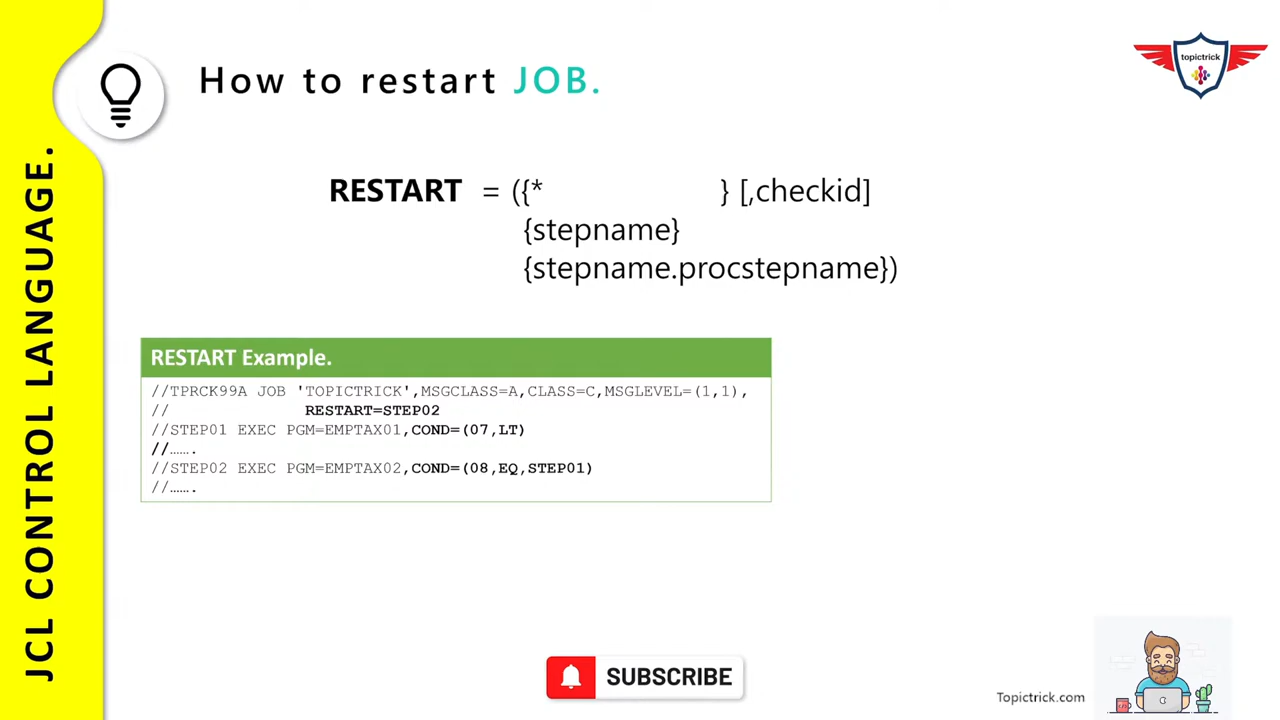 How to restart JOB.
topictrick
JCL CONTROL LANGUAGE.
RESTART = ({* } [,checkid]
{stepname}
{stepname.procstepname})
RESTART Example.
//TPRCK99A JOB 'TOPICTRICK',MSGCLASS=A,CLASS=C,MSGLEVEL=(1,1),
// RESTART=STEP02
//STEP01 EXEC PGM=EMPTAX01,COND=(07,LT)
//…….
//STEP02 EXEC PGM=EMPTAX02,COND=(08,EQ,STEP01)
//…….
SUBSCRIBE
Topictrick.com